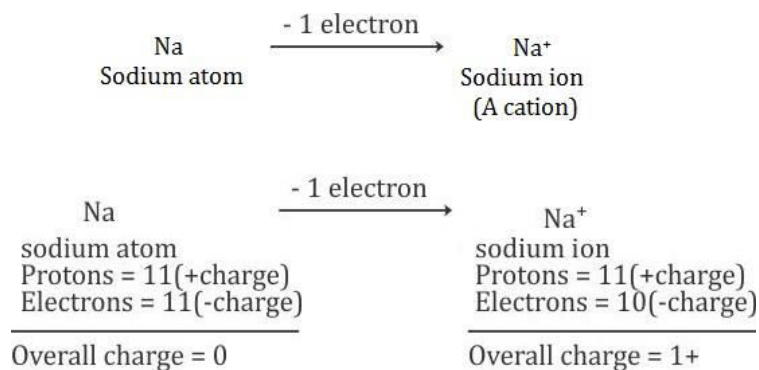 - 1 electron
Na Na⁺
Sodium atom Sodium ion
(A cation)
- 1 electron
Na Na⁺
sodium atom sodium ion
Protons = 11(+charge) Protons = 11(+charge)
Electrons = 11(-charge) Electrons = 10(-charge)
Overall charge = 0 Overall charge = 1+